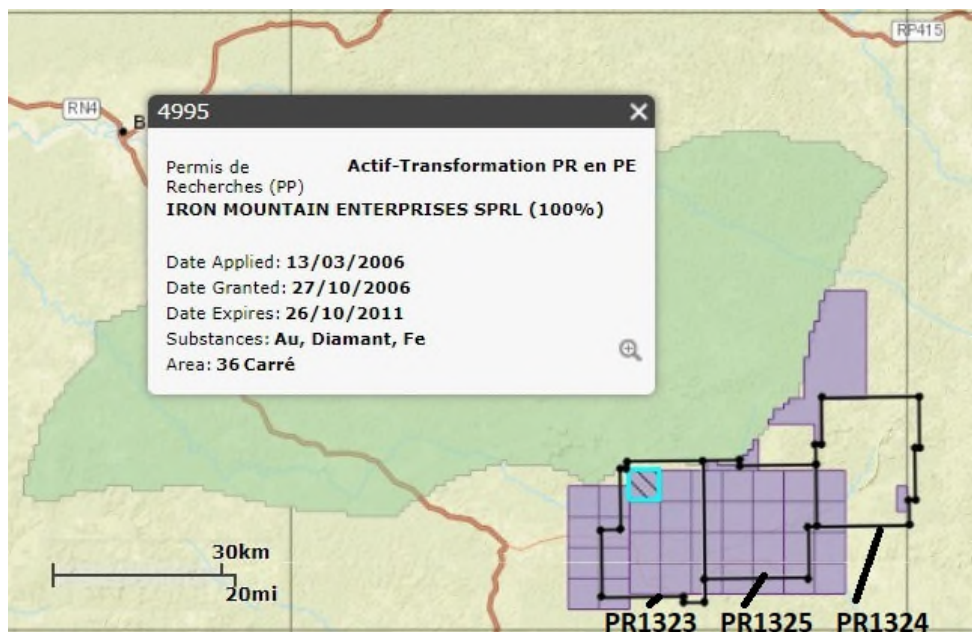 RP415
RN4
B
4995
Permis de Recherches (PP)
Actif-Transformation PR en PE
IRON MOUNTAIN ENTERPRISES SPRL (100%)
Date Applied: 13/03/2006
Date Granted: 27/10/2006
Date Expires: 26/10/2011
Substances: Au, Diamant, Fe
Area: 36 Carré
30km
20mi
PR1323 PR1325 PR1324